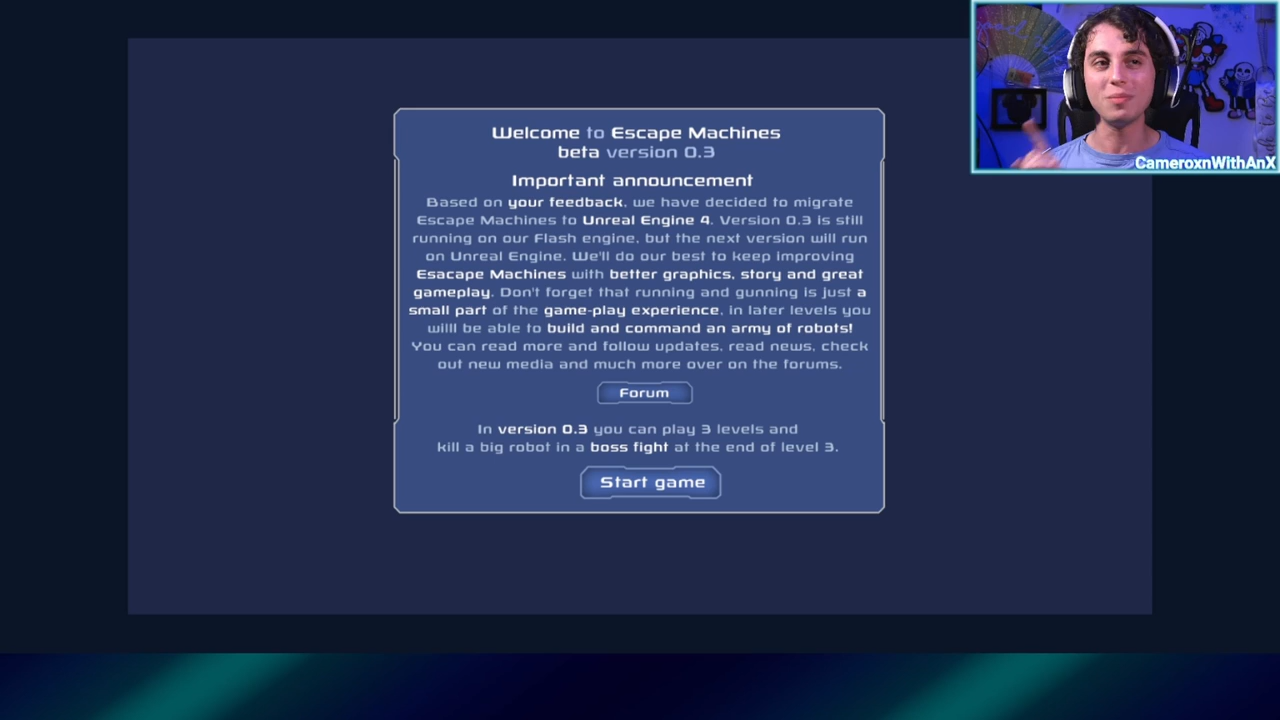 Welcome to Escape Machines
beta version 0.3
Important announcement
Based on your feedback, we have decided to migrate
Escape Machines to Unreal Engine 4. Version 0.3 is still
running on our Flash engine, but the next version will run
on Unreal Engine. We'll do our best to keep improving
Esacape Machines with better graphics, story and great
gameplay. Don't forget that running and gunning is just a
small part of the game-play experience, in later levels you
willl be able to build and command an army of robots!
You can read more and follow updates, read news, check
out new media and much more over on the forums.
Forum
In version 0.3 you can play 3 levels and
kill a big robot in a boss fight at the end of level 3.
Start game
CameroxnWithAnX